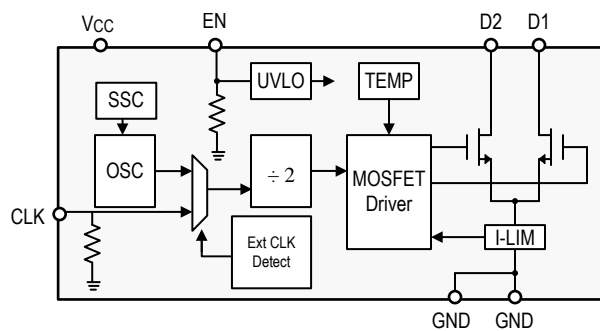 VCC
EN
D2
D1
SSC
UVLO
TEMP
OSC
÷ 2
MOSFET
Driver
CLK
Ext CLK
Detect
I-LIM
GND
GND